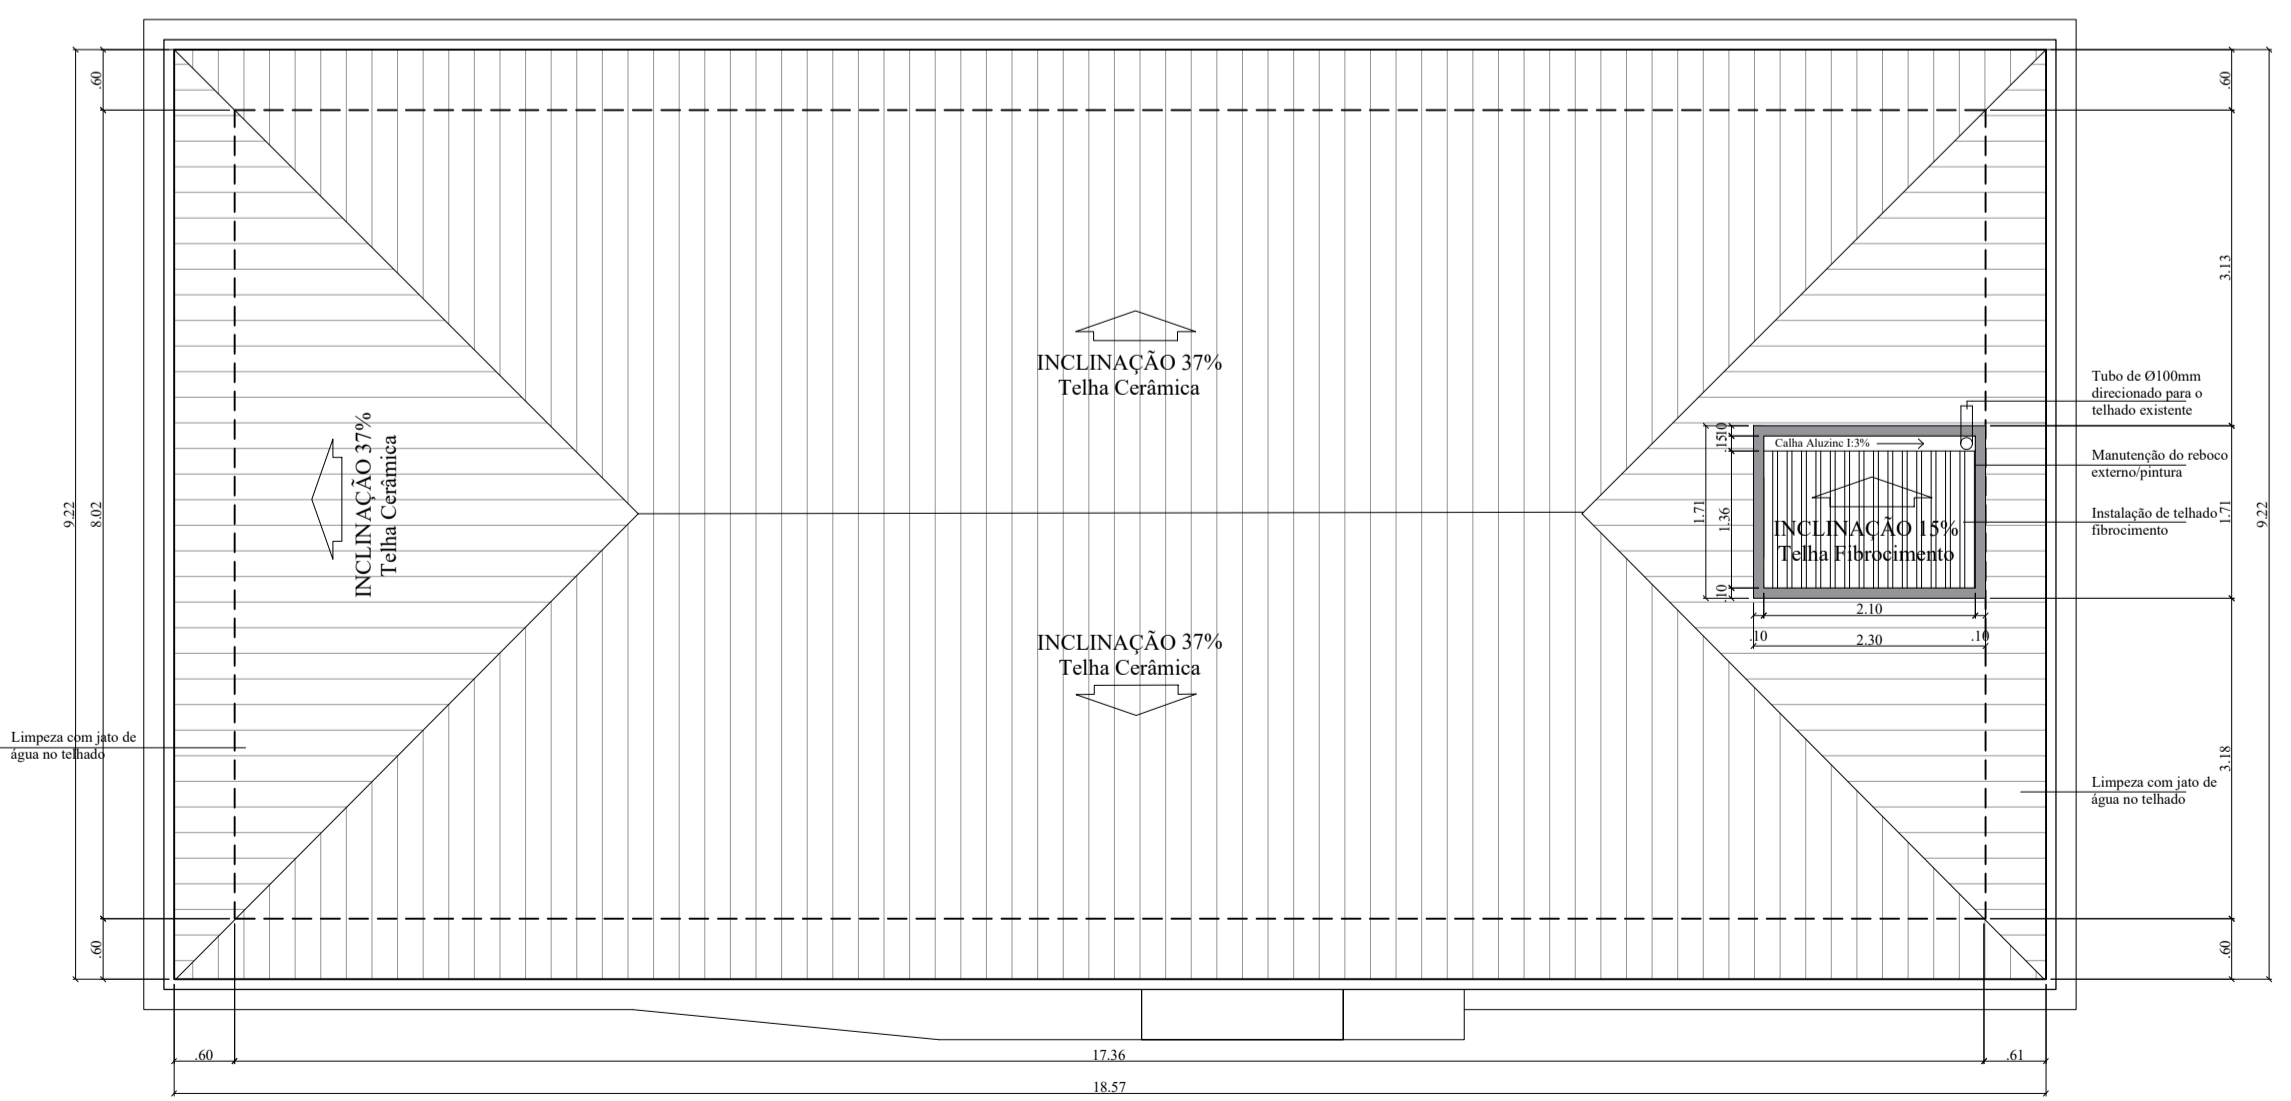 .60
.60
INCLINAÇÃO 37%
Telha Cerâmica
3.13
Tubo de Ø100mm
direcionado para o
telhado existente
INCLINAÇÃO 37%
Telha Cerâmica
.10
.15
Calha Aluzinc I:3%
Manutenção do reboco
externo/pintura
9.22
8.02
1.71
1.36
INCLINAÇÃO 15%
Telha Fibrocimento
Instalação de telhado
fibrocimento
1.71
9.22
.10
2.10
.10
2.30
.10
INCLINAÇÃO 37%
Telha Cerâmica
Limpeza com jato de
água no telhado
3.18
Limpeza com jato de
água no telhado
.60
.60
.60
17.36
.61
18.57